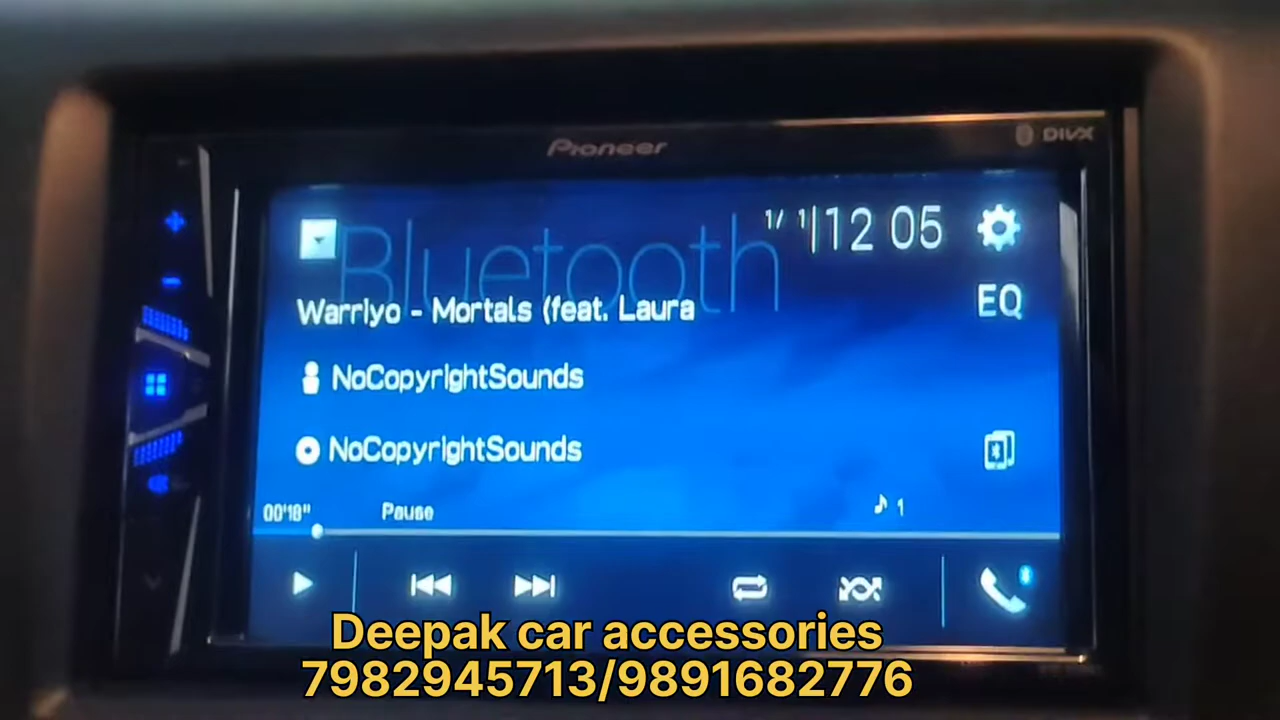 Pioneer
DIVX
Bluetooth
1/ 1|12 05
Warriyo - Mortals (feat. Laura
EQ
NoCopyrightSounds
NoCopyrightSounds
00'18" Pause 1
Deepak car accessories
7982945713/9891682776